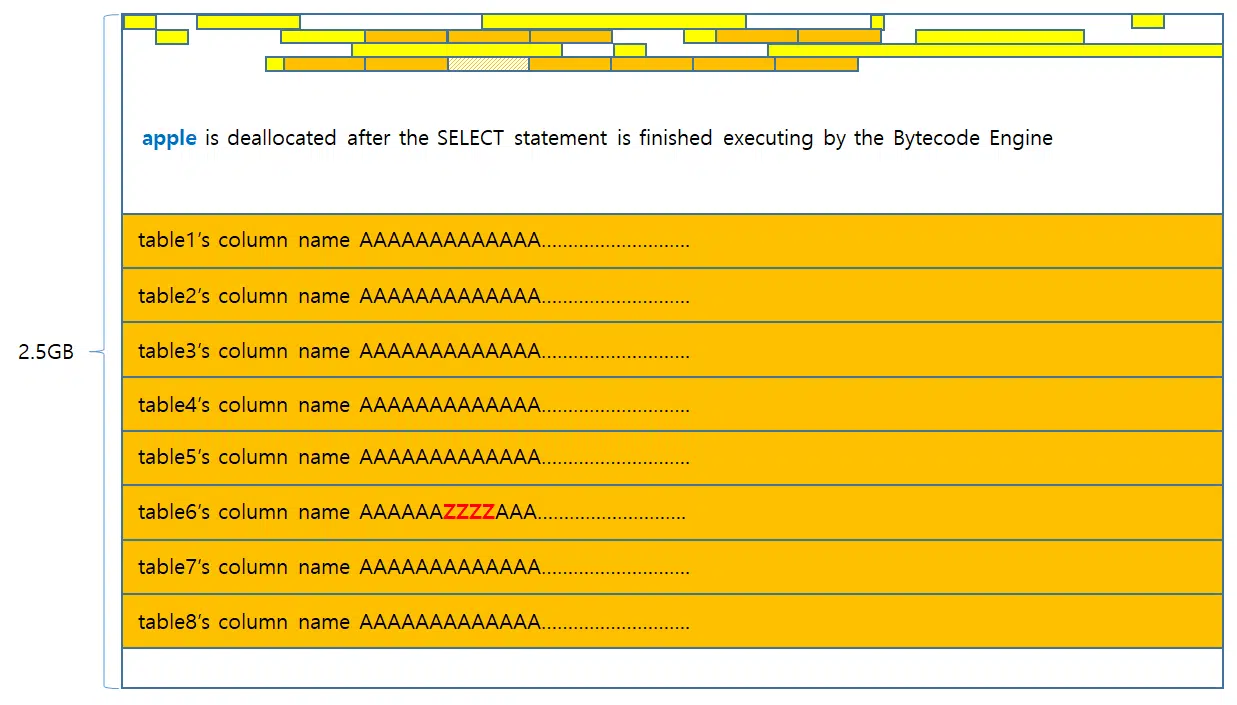 apple is deallocated after the SELECT statement is finished executing by the Bytecode Engine
table1’s column name AAAAAAAAAAAAA............................
table2’s column name AAAAAAAAAAAAA............................
2.5GB
table3’s column name AAAAAAAAAAAAA............................
table4’s column name AAAAAAAAAAAAA............................
table5’s column name AAAAAAAAAAAAA............................
table6’s column name AAAAAAZZZZAAA............................
table7’s column name AAAAAAAAAAAAA............................
table8’s column name AAAAAAAAAAAAA............................